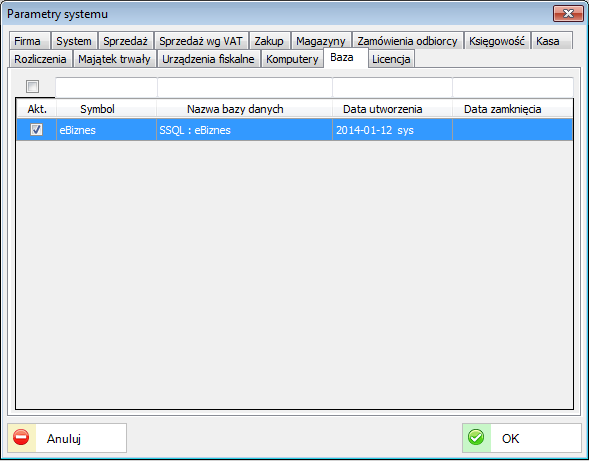 Parametry systemu
Firma System Sprzedaż Sprzedaż wg VAT Zakup Magazyny Zamówienia odbiorcy Księgowość Kasa
Rozliczenia Majątek trwały Urządzenia fiskalne Komputery Baza Licencja
Akt. Symbol Nazwa bazy danych Data utworzenia Data zamknięcia
eBiznes SSQL : eBiznes 2014-01-12 sys
Anuluj OK